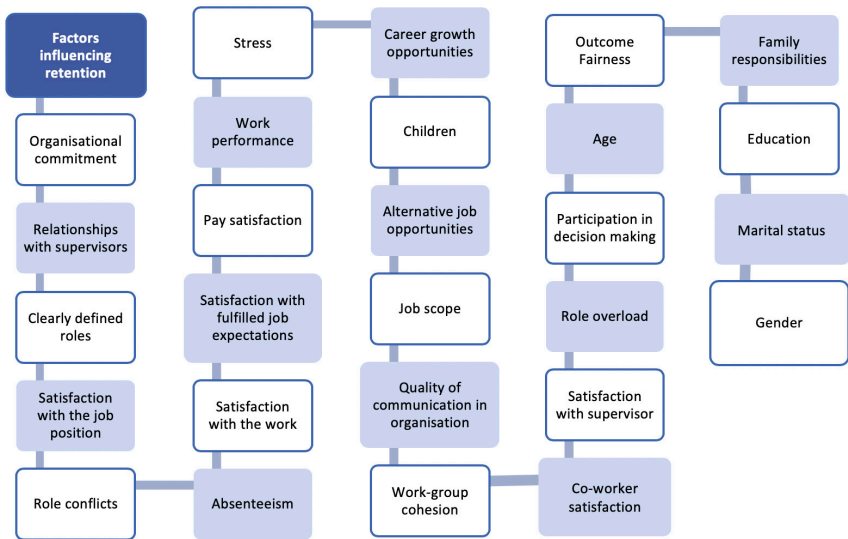 Factors
influencing
retention
Organisational
commitment
Relationships
with supervisors
Clearly defined
roles
Satisfaction
with the job
position
Role conflicts
Absenteeism
Satisfaction
with the work
Satisfaction with
fulfilled job
expectations
Pay satisfaction
Work
performance
Stress
Career growth
opportunities
Children
Alternative job
opportunities
Job scope
Quality of
communication in
organisation
Work-group
cohesion
Co-worker
satisfaction
Satisfaction
with supervisor
Role overload
Participation in
decision making
Age
Outcome
Fairness
Family
responsibilities
Education
Marital status
Gender